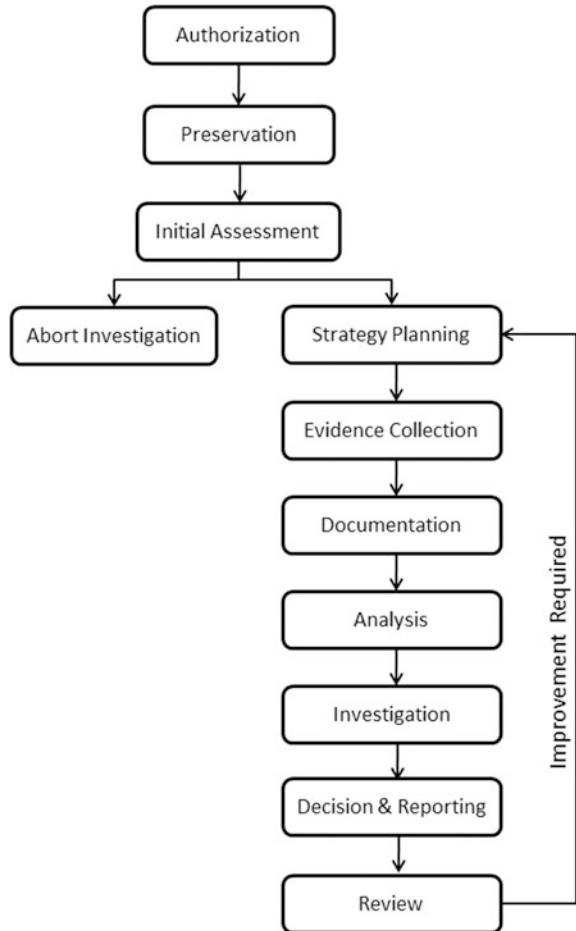 Authorization
Preservation
Initial Assessment
Abort Investigation
Strategy Planning
Evidence Collection
Documentation
Analysis
Investigation
Decision & Reporting
Review
Improvement Required